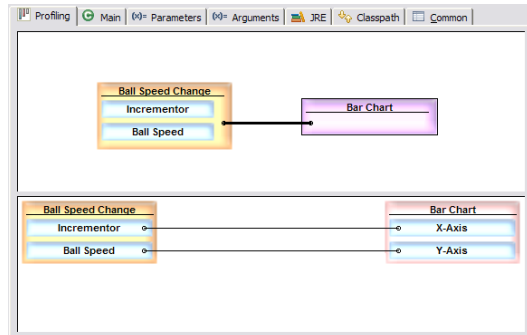 Profiling Main (x)= Parameters (x)= Arguments JRE Classpath Common
Ball Speed Change
Incrementor
Ball Speed
Bar Chart
Ball Speed Change
Incrementor
Ball Speed
Bar Chart
X-Axis
Y-Axis